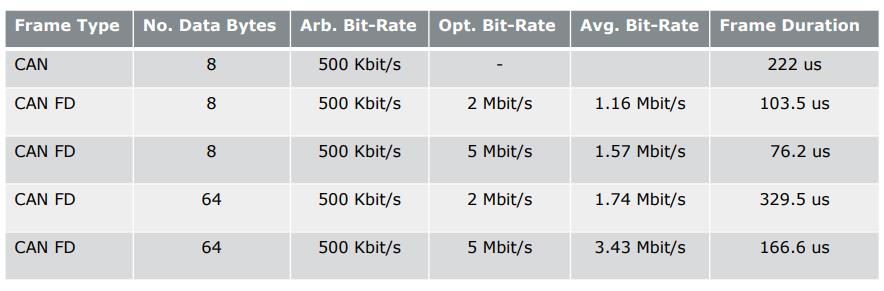 Frame Type No. Data Bytes Arb. Bit-Rate Opt. Bit-Rate Avg. Bit-Rate Frame Duration
CAN 8 500 Kbit/s - 222 us
CAN FD 8 500 Kbit/s 2 Mbit/s 1.16 Mbit/s 103.5 us
CAN FD 8 500 Kbit/s 5 Mbit/s 1.57 Mbit/s 76.2 us
CAN FD 64 500 Kbit/s 2 Mbit/s 1.74 Mbit/s 329.5 us
CAN FD 64 500 Kbit/s 5 Mbit/s 3.43 Mbit/s 166.6 us